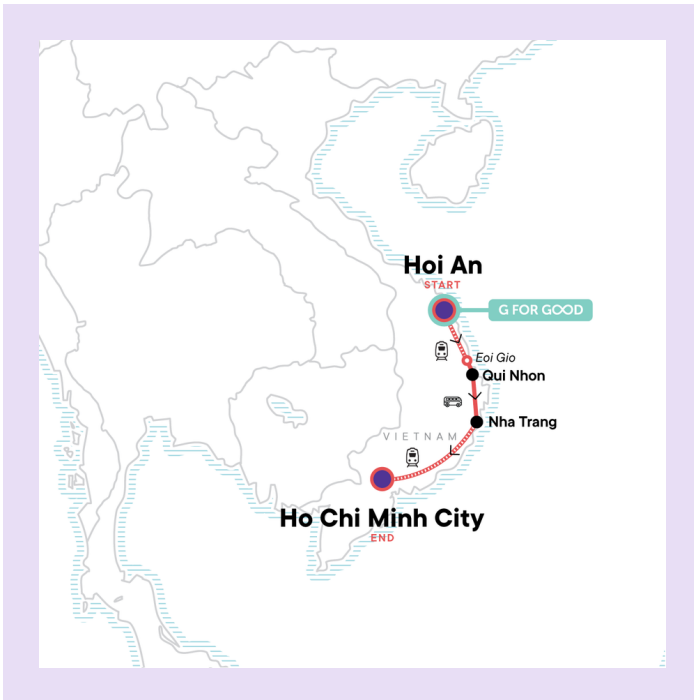 Hoi An
START
G FOR GOOD
Eoi Gio
Qui Nhon
Nha Trang
VIETNAM
Ho Chi Minh City
END